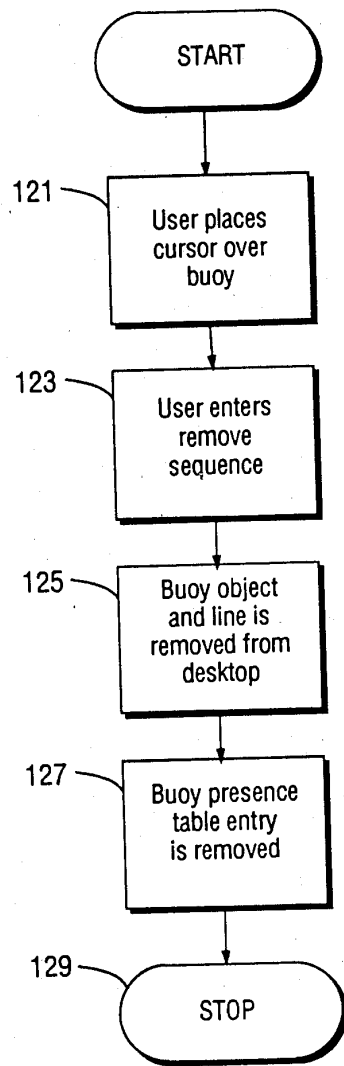 START
121
User places
cursor over
buoy
123
User enters
remove
sequence
125
Buoy object
and line is
removed from
desktop
127
Buoy presence
table entry
is removed
129
STOP